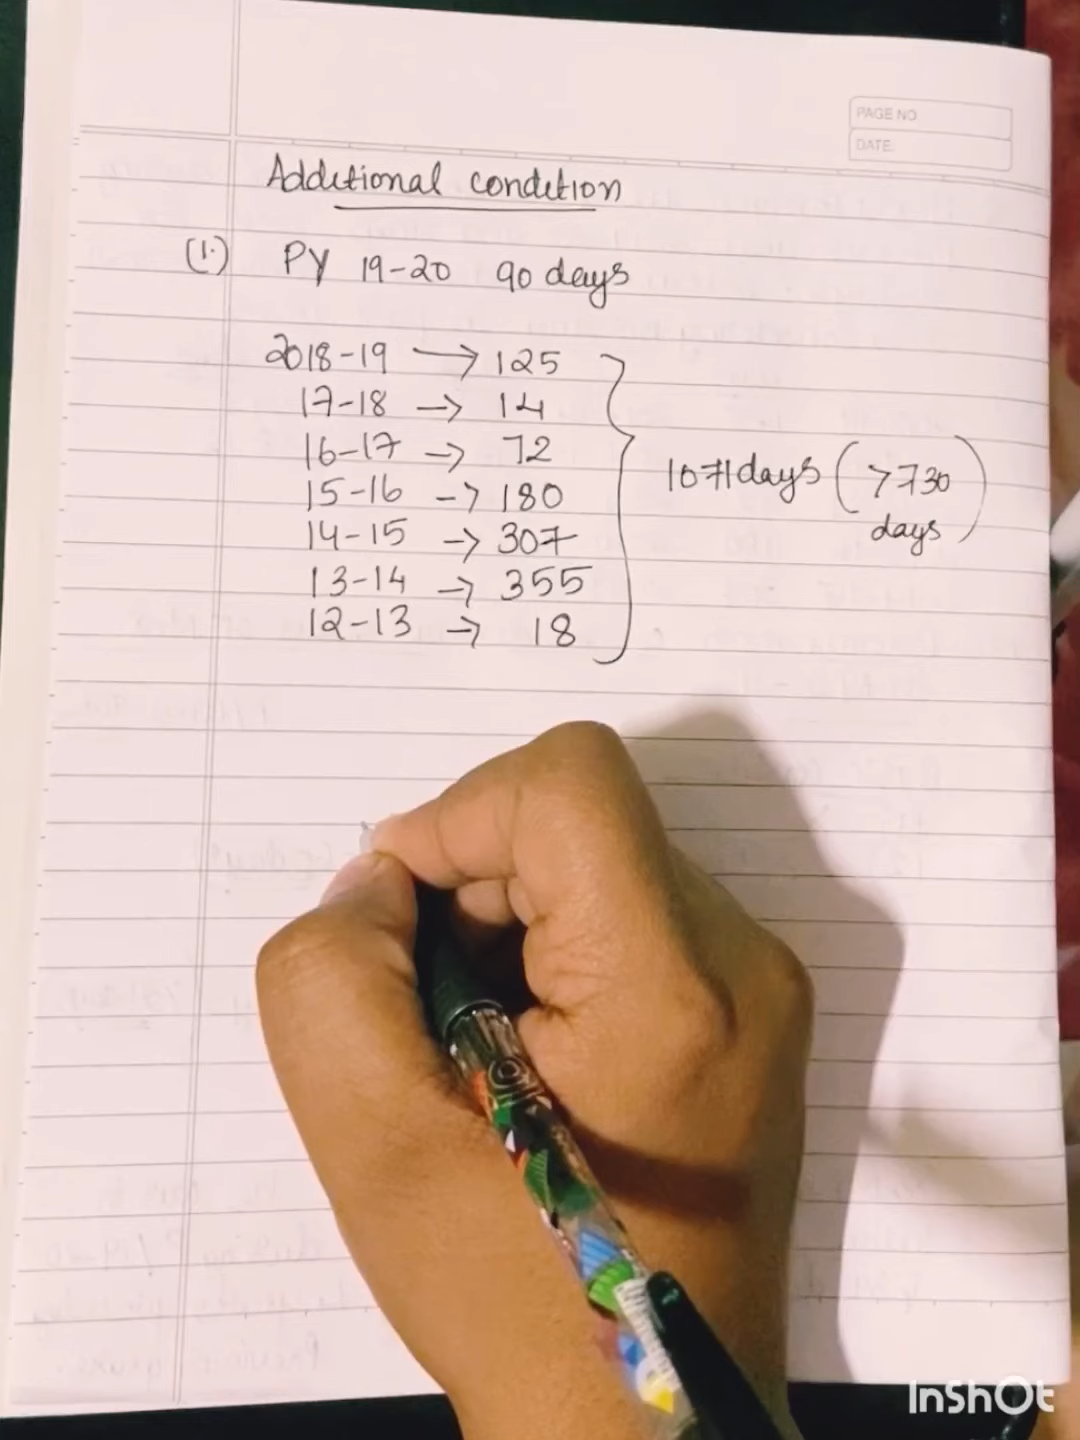 PAGE NO
DATE:
Additional condition
(1.) PY 19-20 90 days
2018-19 → 125
17-18 → 14
16-17 → 72
15-16 → 180
14-15 → 307
13-14 → 355
12-13 → 18
1071 days (>730 days)
InShOt